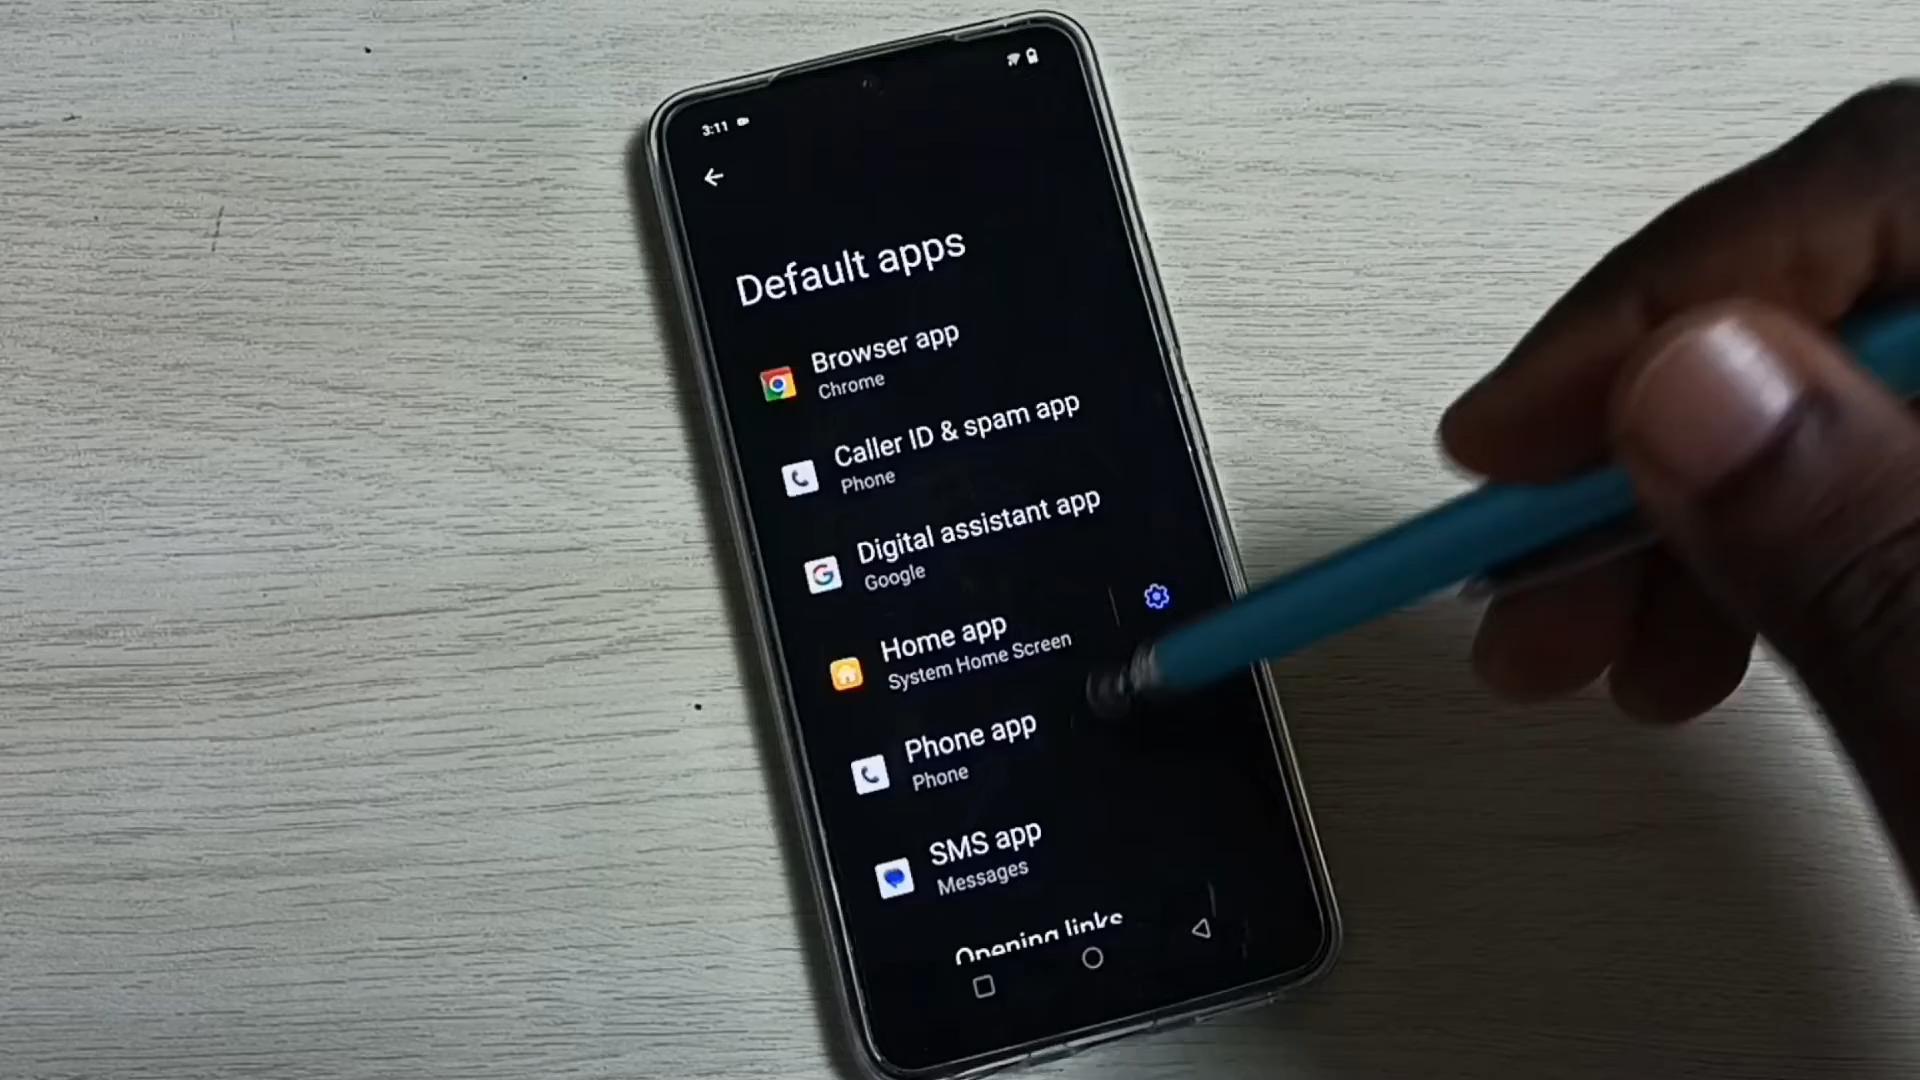 3:11
Default apps
Browser app
Chrome
Caller ID & spam app
Phone
Digital assistant app
Google
Home app
System Home Screen
Phone app
Phone
SMS app
Messages
Opening links